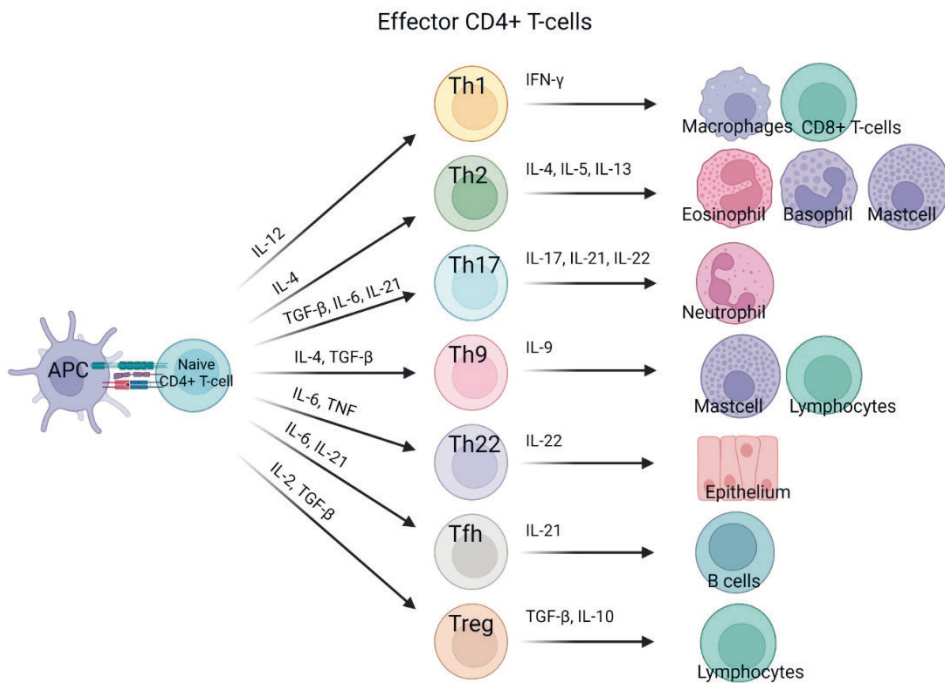 Effector CD4+ T-cells
Th1
IFN-γ
Macrophages
CD8+ T-cells
IL-12
Th2
IL-4, IL-5, IL-13
Eosinophil
Basophil
Mastcell
IL-4
Th17
IL-17, IL-21, IL-22
Neutrophil
TGF-β, IL-6, IL-21
APC
Naive
CD4+ T-cell
IL-4, TGF-β
Th9
IL-9
Mastcell
Lymphocytes
IL-6, TNF
Th22
IL-22
Epithelium
IL-6, IL-21
Tfh
IL-21
B cells
IL-2, TGF-β
Treg
TGF-β, IL-10
Lymphocytes